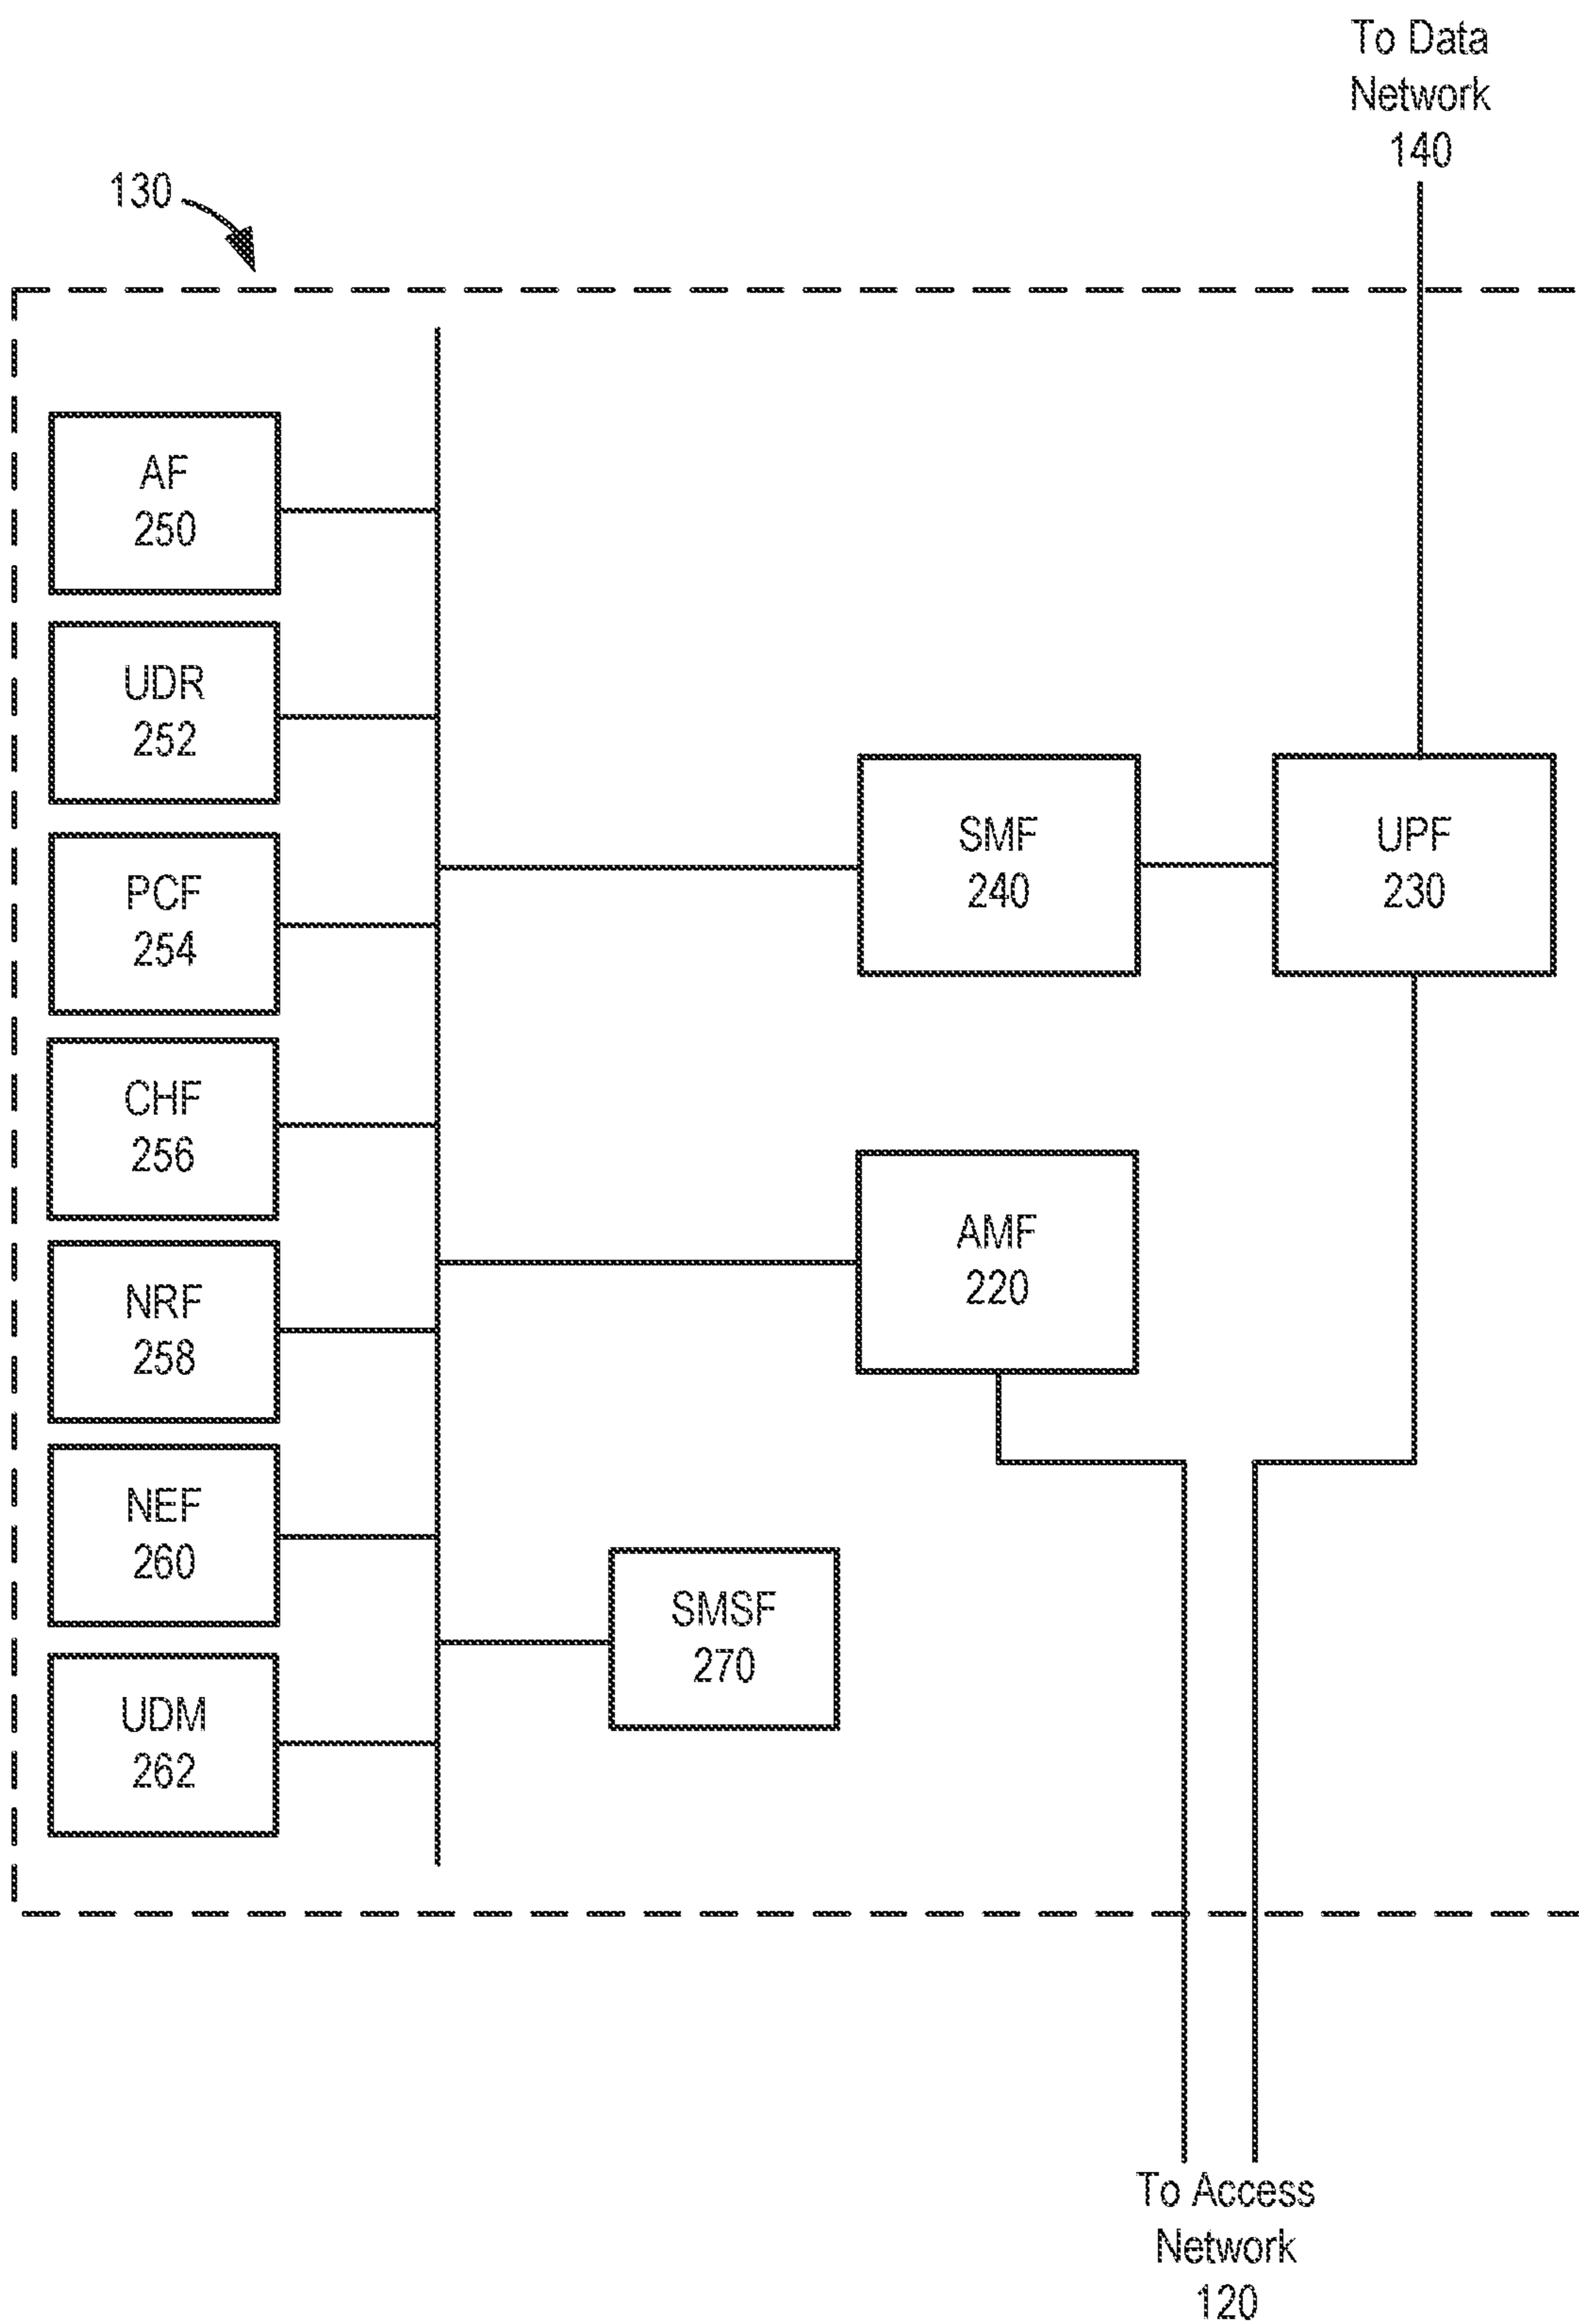 To Data
Network
140
130
AF
250
UDR
252
PCF
254
CHF
256
NRF
258
NEF
260
UDM
262
SMF
240
UPF
230
AMF
220
SMSF
270
To Access
Network
120